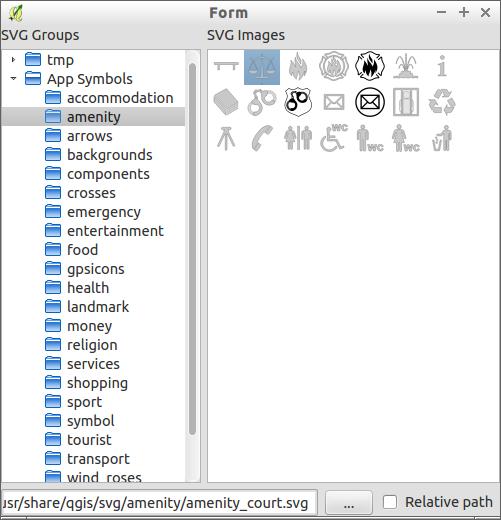 Form
SVG Groups
SVG Images
tmp
App Symbols
accommodation
amenity
arrows
backgrounds
components
crosses
emergency
entertainment
food
gpsicons
health
landmark
money
religion
services
shopping
sport
symbol
tourist
transport
wind_roses
i
WC
WC
WC
usr/share/qgis/svg/amenity/amenity_court.svg
...
Relative path